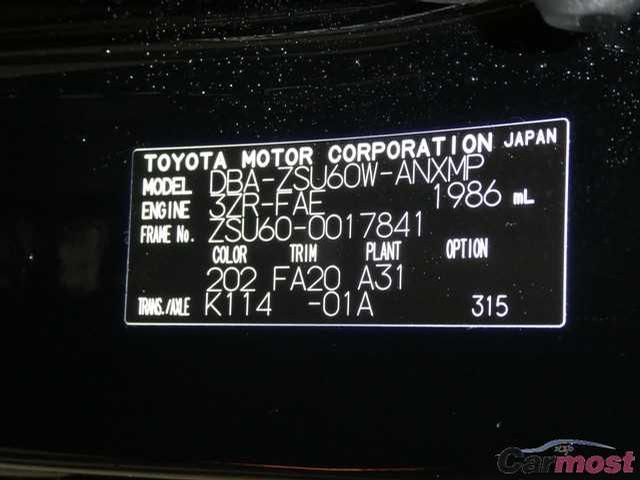 TOYOTA MOTOR CORPORATION JAPAN
MODEL DBA-ZSU60W-ANXMP
ENGINE 3ZR-FAE 1986 mL
FRAME No. ZSU60-0017841
COLOR TRIM PLANT OPTION
202 FA20 A31
TRANS./AXLE K114 -01A 315
Carmost